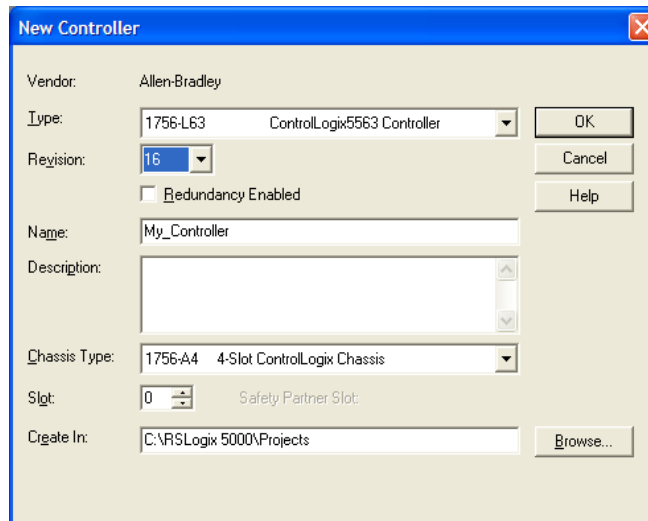 New Controller
Vendor: Allen-Bradley
Type: 1756-L63 ControlLogix5563 Controller OK
Revision: 16 Cancel
Redundancy Enabled Help
Name: My_Controller
Description:
Chassis Type: 1756-A4 4-Slot ControlLogix Chassis
Slot: 0 Safety Partner Slot:
Create In: C:\RSLogix 5000\Projects Browse...